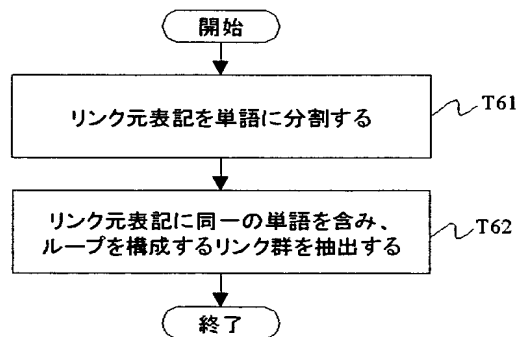 開始
リンク元表記を単語に分割する
T61
リンク元表記に同一の単語を含み、
ループを構成するリンク群を抽出する
T62
終了